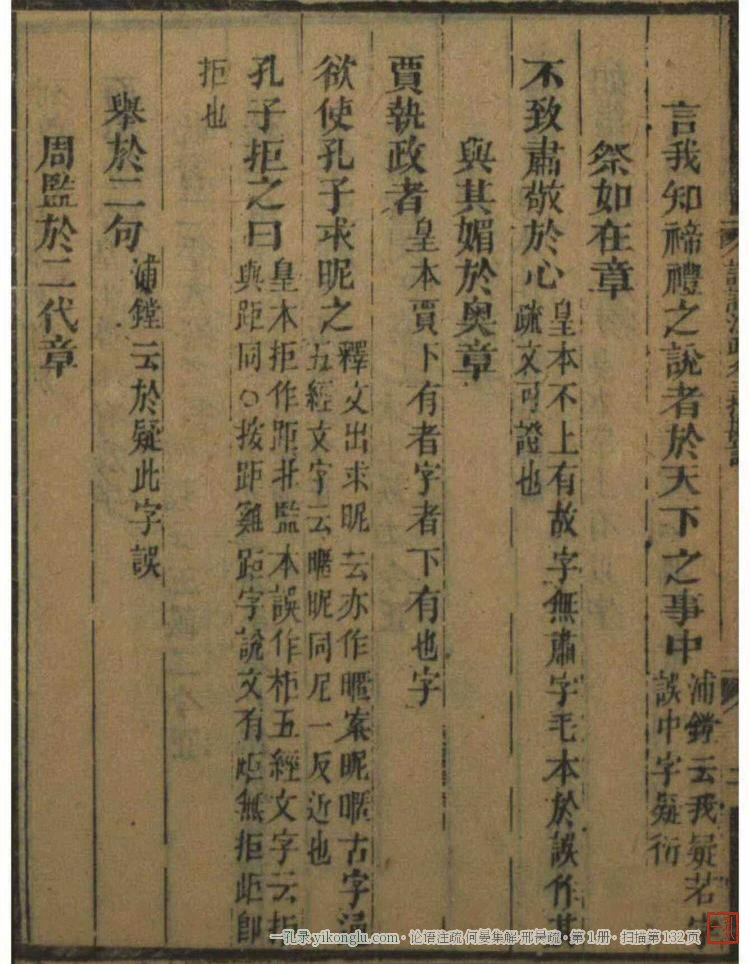 言我知禘禮之說者於天下之事中 浦鏜云我疑若字
誤中字疑衍
祭如在章
不致肅敬於心 皇本不上有故字無肅字毛本於誤作其
疏文可證也
與其媚於奧章
賈執政者 皇本賈下有者字者下有也字
欲使孔子求昵之 釋文出求昵云亦作暱案昵暱古字通
五經文字云暱昵同尼一反近也
孔子拒之曰 皇本拒作距北監本誤作柜五經文字云拒
與距同○按距雞距字說文有歫無拒歫即
拒也
舉於二句 浦鏜云於疑此字誤
周監於二代章
一孔录 yikonglu.com · 论语注疏.何晏集解.邢昺疏 · 第1册 · 扫描第132页